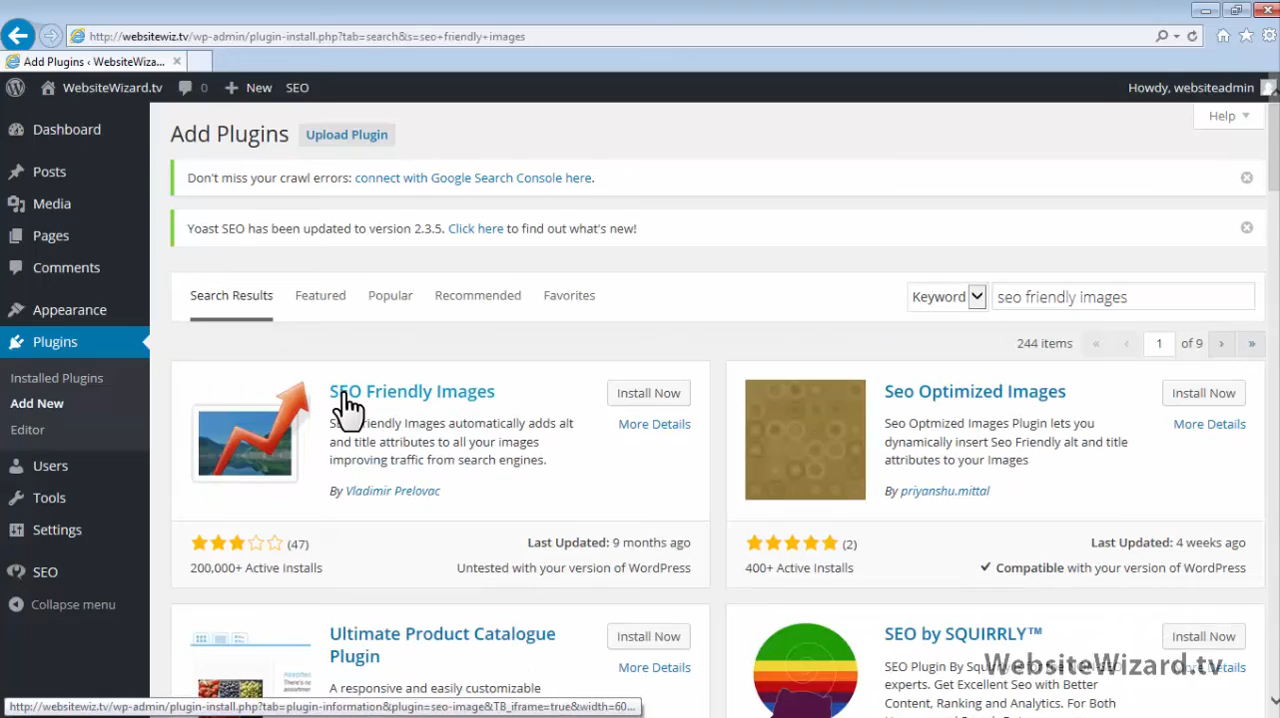 http://websitewiz.tv/wp-admin/plugin-install.php?tab=search&s=seo+friendly+images
Add Plugins ‹ WebsiteWiza...
WebsiteWizard.tv 0 New SEO Howdy, websiteadmin
Help
Dashboard
Posts
Media
Pages
Comments
Appearance
Plugins
Installed Plugins
Add New
Editor
Users
Tools
Settings
SEO
Collapse menu
Add Plugins Upload Plugin
Don't miss your crawl errors: connect with Google Search Console here.
Yoast SEO has been updated to version 2.3.5. Click here to find out what's new!
Search Results Featured Popular Recommended Favorites Keyword seo friendly images
244 items « ‹ 1 of 9 › »
SEO Friendly Images
Install Now
More Details
Friendly Images automatically adds alt
and title attributes to all your images
improving traffic from search engines.
By Vladimir Prelovac
(47)
200,000+ Active Installs
Last Updated: 9 months ago
Untested with your version of WordPress
Seo Optimized Images
Install Now
More Details
Seo Optmized Images Plugin lets you
dynamically insert Seo Friendly alt and title
attributes to your Images
By priyanshu.mittal
(2)
400+ Active Installs
Last Updated: 4 weeks ago
Compatible with your version of WordPress
Ultimate Product Catalogue
Plugin
Install Now
More Details
A responsive and easily customizable
SEO by SQUIRRLY™
Install Now
SEO Plugin By
experts. Get Excellent Seo with Better
Content, Ranking and Analytics. For Both
WebsiteWizard.tv
http://websitewiz.tv/wp-admin/plugin-install.php?tab=plugin-information&plugin=seo-image&TB_iframe=true&width=60...